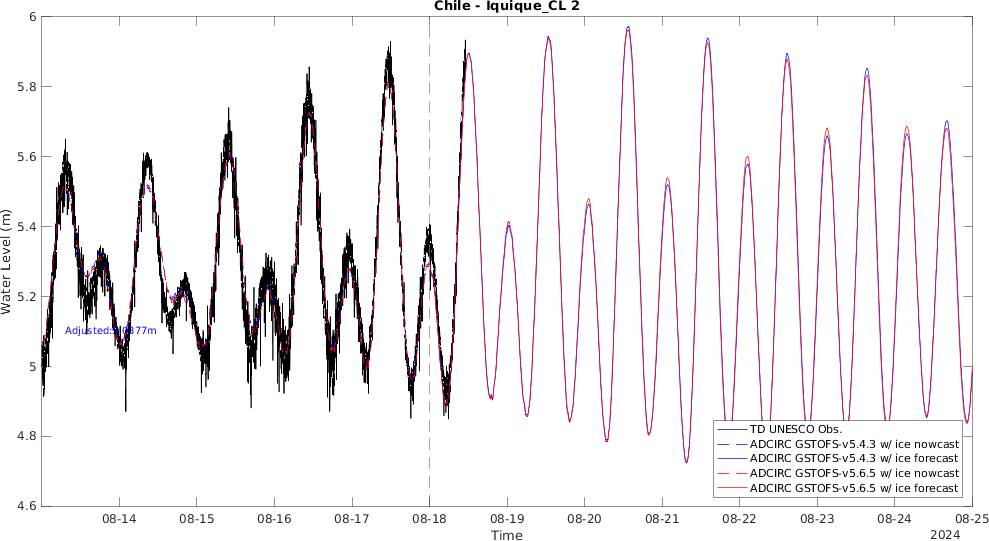 Chile - Iquique_CL 2
6
5.8
5.6
5.4
5.2
5
4.8
4.6
Water Level (m)
08-14
08-15
08-16
08-17
08-18
08-19
08-20
08-21
08-22
08-23
08-24
08-25
Time
2024
TD UNESCO Obs.
ADCIRC GSTOFS-v5.4.3 w/ ice nowcast
ADCIRC GSTOFS-v5.4.3 w/ ice forecast
ADCIRC GSTOFS-v5.6.5 w/ ice nowcast
ADCIRC GSTOFS-v5.6.5 w/ ice forecast